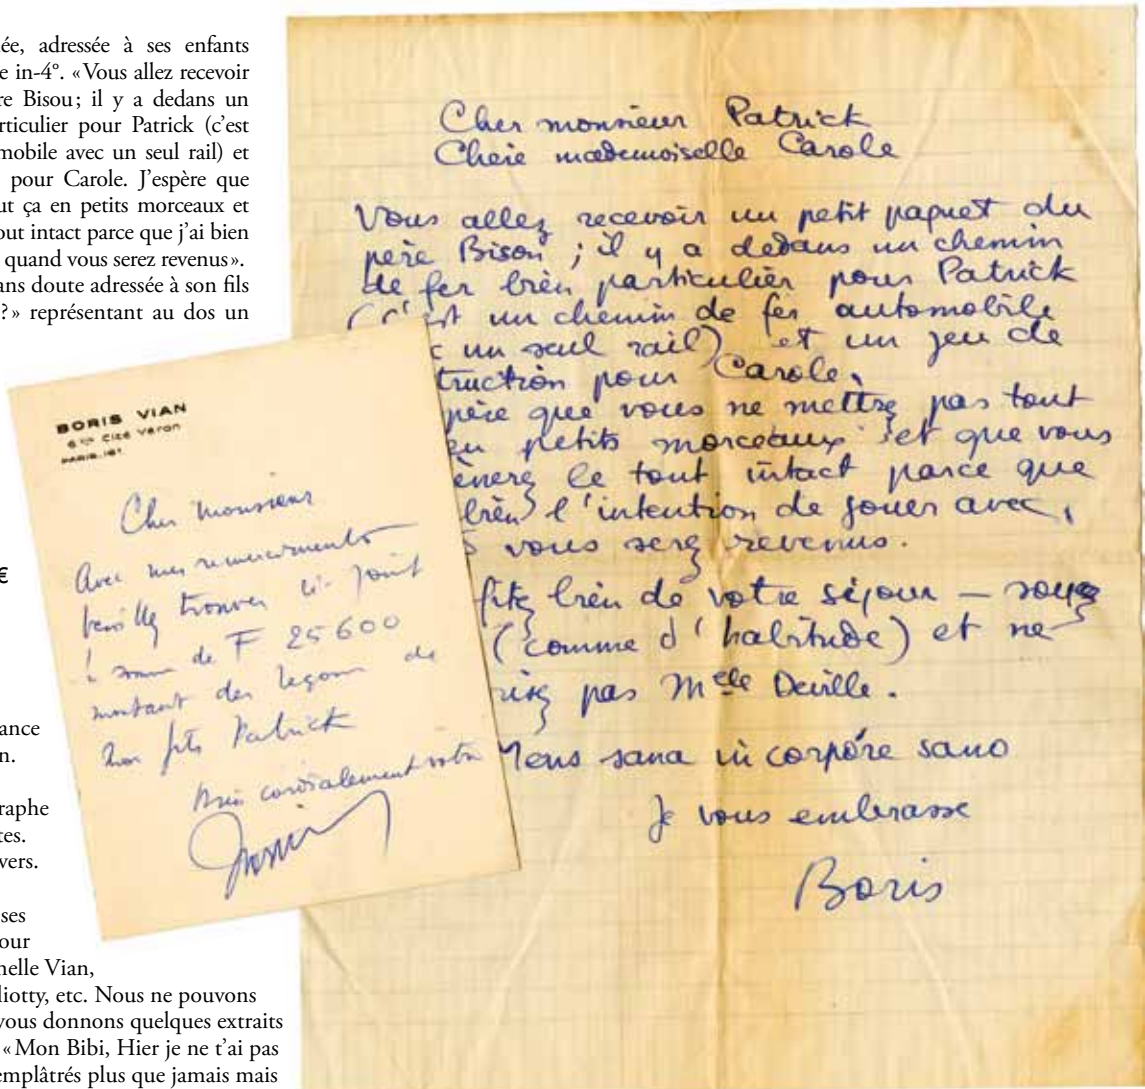 ée, adressée à ses enfants
e in-4°. «Vous allez recevoir
re Bisou; il y a dedans un
articulier pour Patrick (c'est
mobile avec un seul rail) et
pour Carole. J'espère que
ut ça en petits morceaux et
out intact parce que j'ai bien
quand vous serez revenus».
ans doute adressée à son fils
?» représentant au dos un
€
ance
n.
raphe
tes.
vers.
ses
our
nelle Vian,
liotty, etc. Nous ne pouvons
vous donnons quelques extraits
«Mon Bibi, Hier je ne t'ai pas
emplâtrés plus que jamais mais
BORIS VIAN
6 bis Cité Véron
PARIS. 18e
Cher Monsieur
Avec mes remerciements
veuillez trouver ci-joint
la somme de F 25600
montant des leçons de
mon fils Patrick
Bien cordialement votre
Cher monsieur Patrick
Chère mademoiselle Carole
Vous allez recevoir un petit paquet du
père Bison ; il y a dedans un chemin
de fer bien particulier pour Patrick
(c'est un chemin de fer automobile
c un seul rail) et un jeu de
truction pour Carole.
père que vous ne mettrez pas tout
en petits morceaux et que vous
ènerez le tout intact parce que
bien l'intention de jouer avec,
vous serez revenus.
fitez bien de votre séjour – soyez
(comme d'habitude) et ne
pas Melle Deville.
Mens sana in corpore sano
Je vous embrasse
Boris